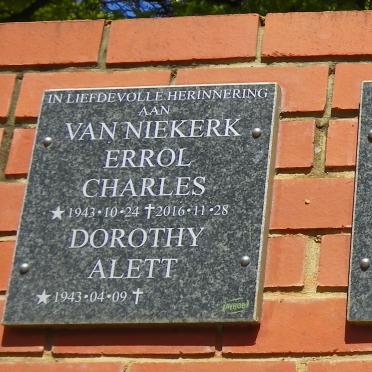 IN LIEFDEVOLLE HERINNERING
AAN
VAN NIEKERK
ERROL
CHARLES
★1943•10•24 ✝2016•11•28
DOROTHY
ALETT
★1943•04•09 ✝